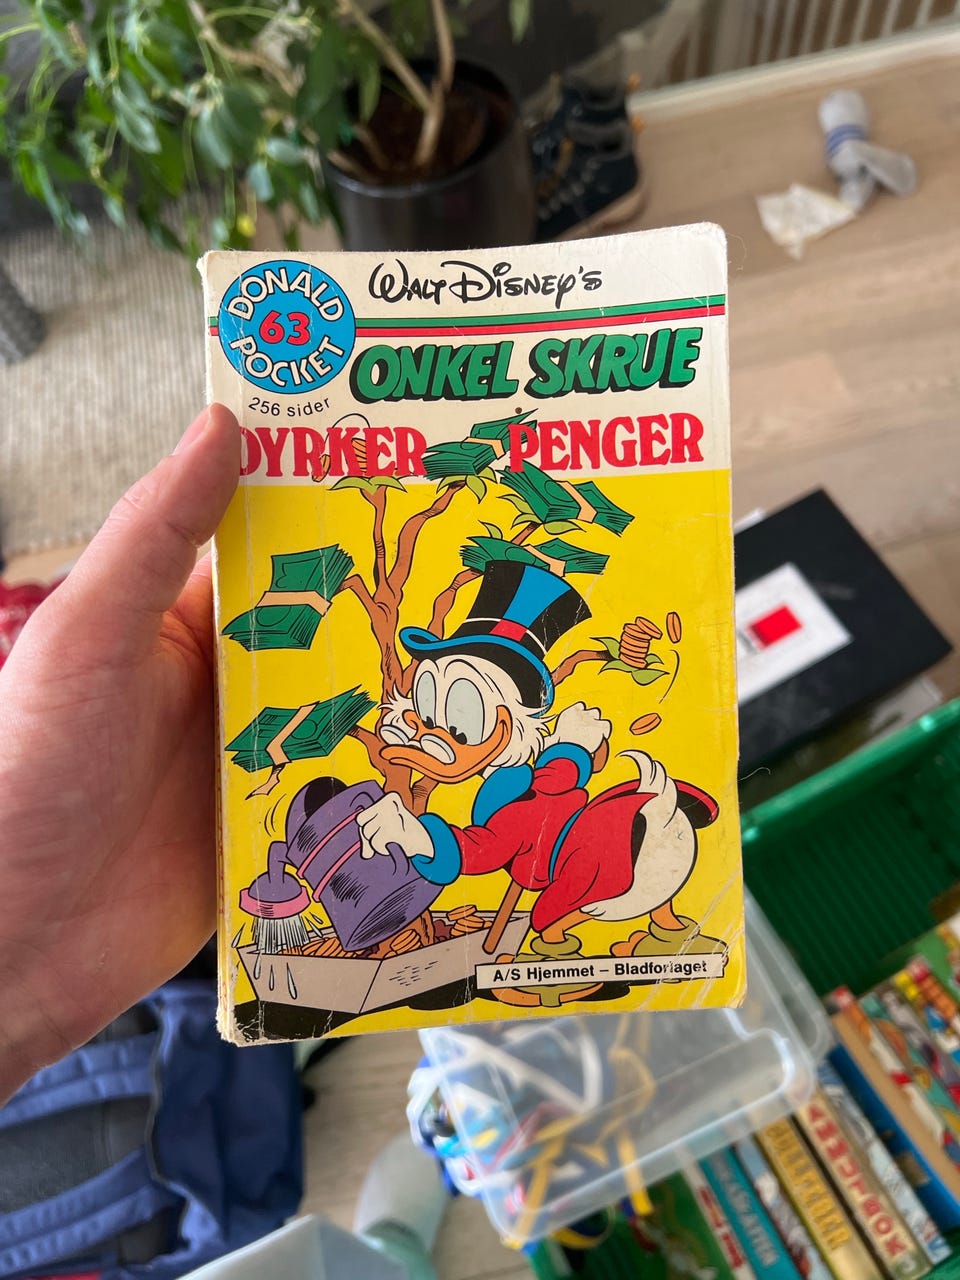 WALT DISNEY'S
DONALD
63
POCKET
256 sider
ONKEL SKRUE
DYRKER PENGER
A/S Hjemmet – Bladforlaget